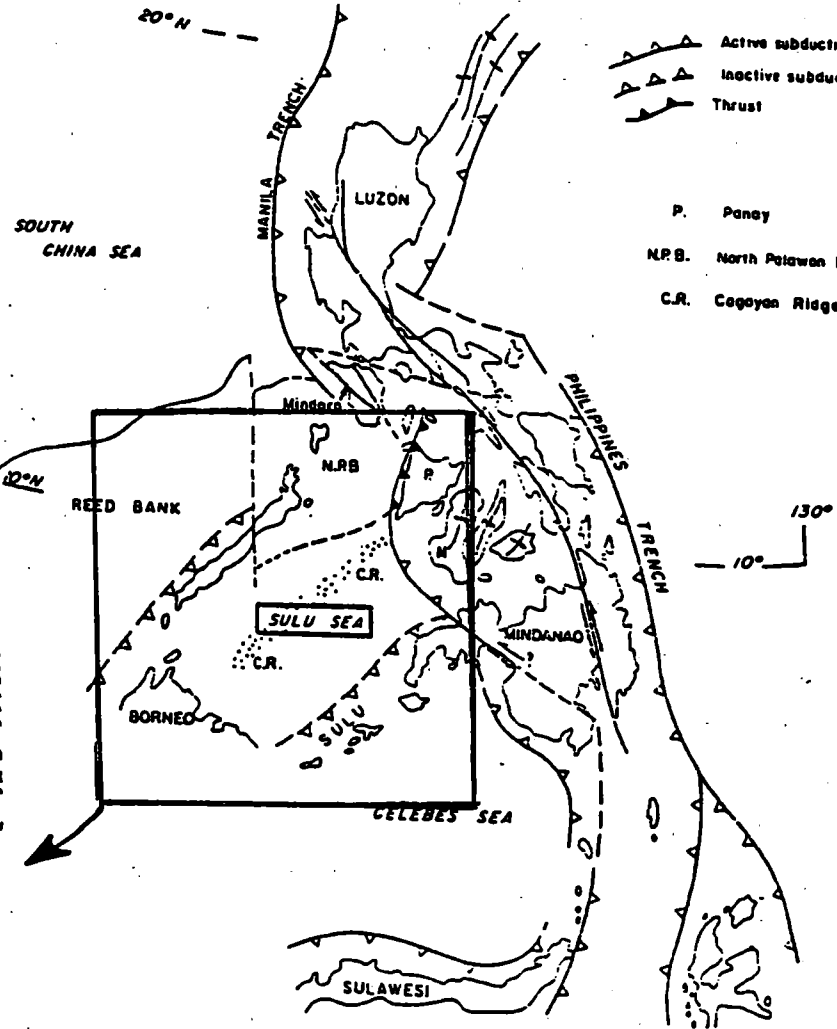 20° N
Active subducti
Inactive subduc
Thrust
MANILA TRENCH
LUZON
SOUTH
CHINA SEA
P. Panay
N.P.B. North Palawan
C.R. Cagayan Ridge
PHILIPPINES TRENCH
Mindoro
N.P.B
P.
0°N
REED BANK
130°
10°
C.R.
N
SULU SEA
MINDANAO
C.R.
BORNEO
SULU
CELEBES SEA
SULAWESI